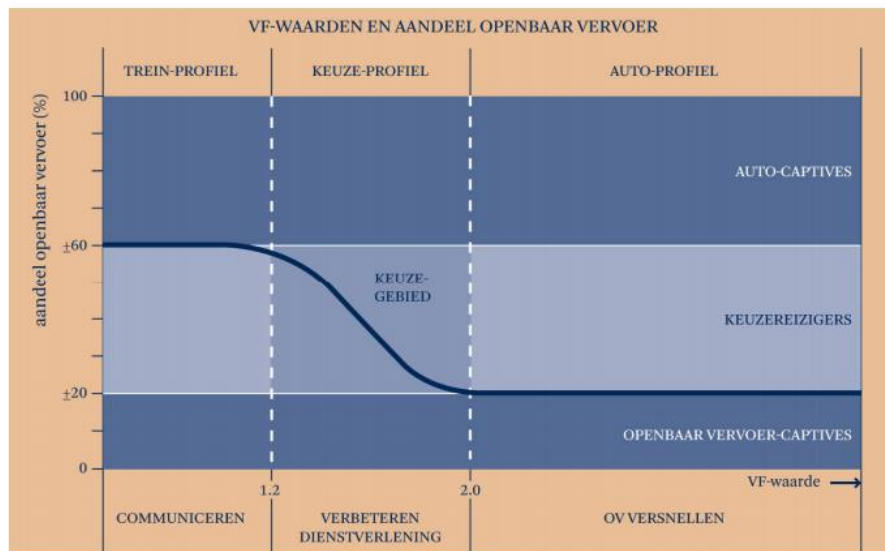 VF-WAARDEN EN AANDEEL OPENBAAR VERVOER
TREIN-PROFIEL
KEUZE-PROFIEL
AUTO-PROFIEL
aandeel openbaar vervoer (%)
100
±60
±20
0
AUTO-CAPTIVES
KEUZE-
GEBIED
KEUZEREIZIGERS
OPENBAAR VERVOER-CAPTIVES
1.2
2.0
VF-waarde
COMMUNICEREN
VERBETEREN
DIENSTVERLENING
OV VERSNELLEN